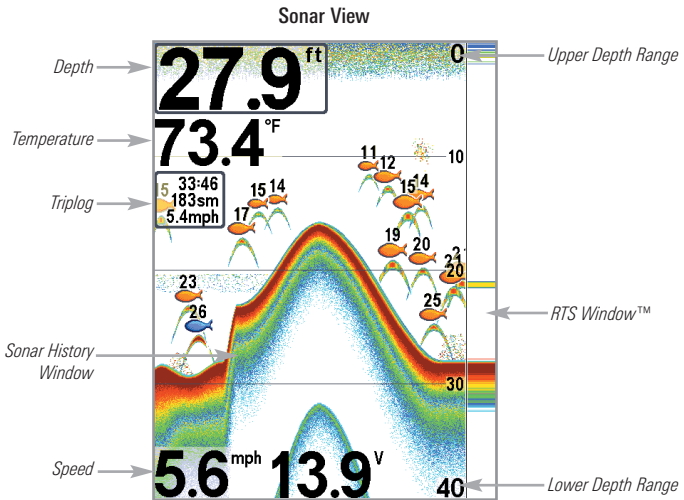 Sonar View
Depth
27.9 ft
0
Upper Depth Range
Temperature
73.4 °F
11
12
10
15
14
Triplog
33:46
183sm
5.4mph
15
15
14
17
19
20
20
23
26
25
RTS Window™
Sonar History
Window
30
Speed
5.6 mph
13.9 V
40
Lower Depth Range